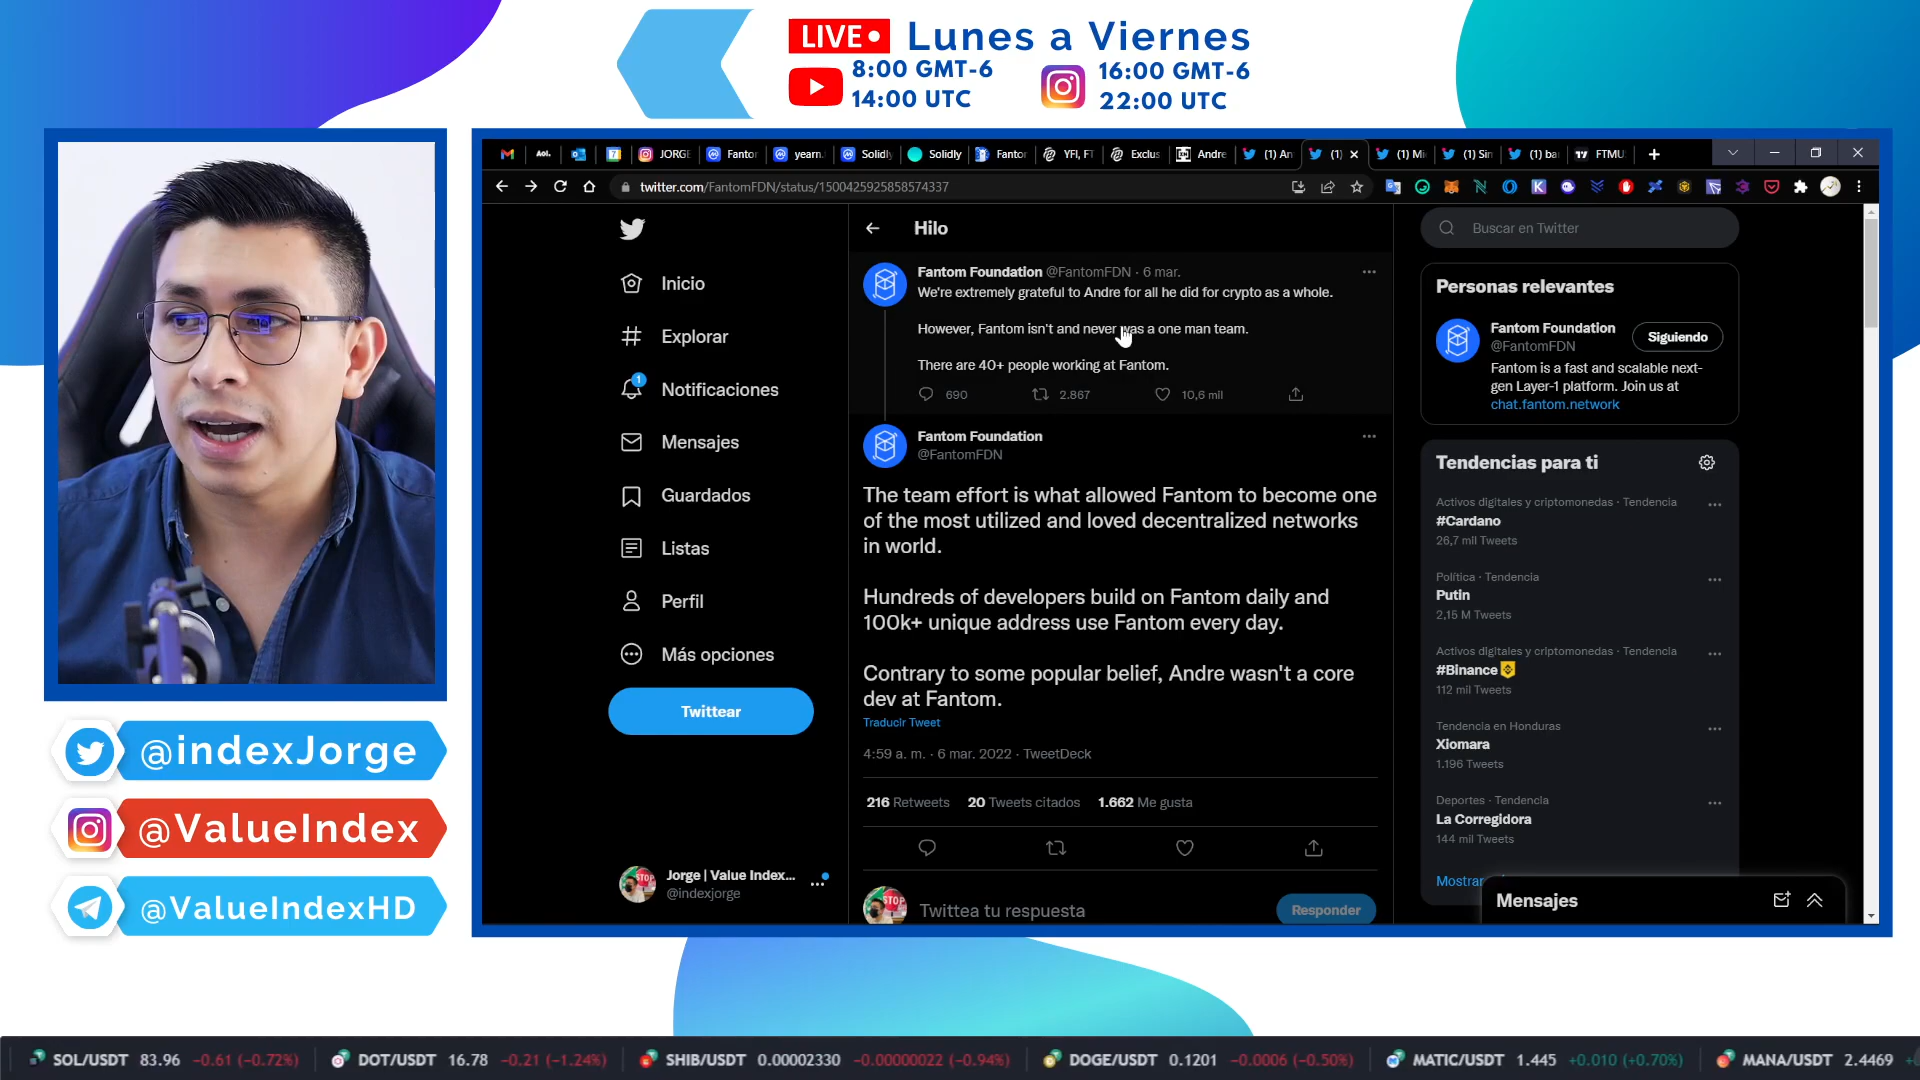 LIVE Lunes a Viernes
8:00 GMT-6
14:00 UTC
16:00 GMT-6
22:00 UTC
Aol.
7
JORGE
Fantor
yearn.
Solidly
Solidly
Fantor
YFI, FT
Exclus
Andre
(1) An
(1)
(1) Mi
(1) Sin
(1) ba
FTMU
twitter.com/FantomFDN/status/1500425925858574337
Inicio
Explorar
1
Notificaciones
Mensajes
Guardados
Listas
Perfil
Más opciones
Twittear
Jorge | Value Index...
@indexjorge
Hilo
Fantom Foundation @FantomFDN · 6 mar.
We're extremely grateful to Andre for all he did for crypto as a whole.
However, Fantom isn't and never was a one man team.
There are 40+ people working at Fantom.
690 2.867 10,6 mil
Fantom Foundation
@FantomFDN
The team effort is what allowed Fantom to become one
of the most utilized and loved decentralized networks
in world.
Hundreds of developers build on Fantom daily and
100k+ unique address use Fantom every day.
Contrary to some popular belief, Andre wasn't a core
dev at Fantom.
Traducir Tweet
4:59 a. m. · 6 mar. 2022 · TweetDeck
216 Retweets 20 Tweets citados 1.662 Me gusta
Twittea tu respuesta
Responder
Buscar en Twitter
Personas relevantes
Fantom Foundation
@FantomFDN
Siguiendo
Fantom is a fast and scalable next-
gen Layer-1 platform. Join us at
chat.fantom.network
Tendencias para ti
Activos digitales y criptomonedas · Tendencia
#Cardano
26,7 mil Tweets
Política · Tendencia
Putin
2,15 M Tweets
Activos digitales y criptomonedas · Tendencia
#Binance
112 mil Tweets
Tendencia en Honduras
Xiomara
1.196 Tweets
Deportes · Tendencia
La Corregidora
144 mil Tweets
Mostrar
Mensajes
STOP
@indexJorge
@ValueIndex
@ValueIndexHD
SOL/USDT 83.96 −0.61 (−0.72%)
DOT/USDT 16.78 −0.21 (−1.24%)
SHIB/USDT 0.00002330 −0.00000022 (−0.94%)
DOGE/USDT 0.1201 −0.0006 (−0.50%)
MATIC/USDT 1.445 +0.010 (+0.70%)
MANA/USDT 2.4469